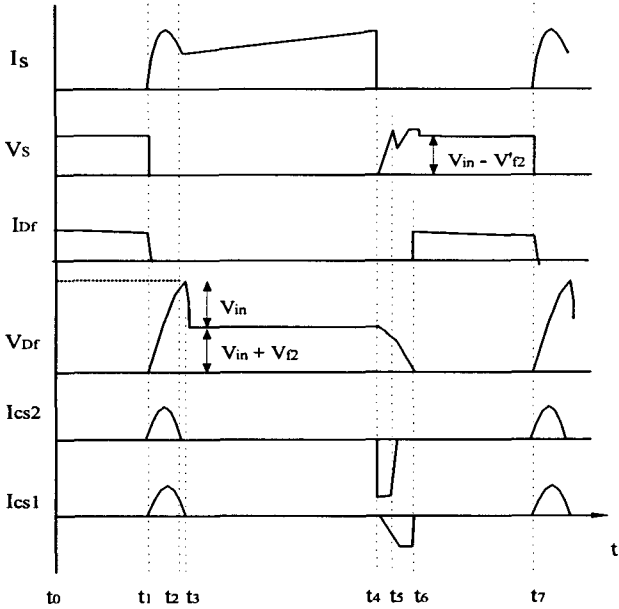 Is
Vs
Vin - V'f2
IDf
Vin
VDf
Vin + Vf2
Ics2
Ics1
t
t0 t1 t2 t3 t4 t5 t6 t7